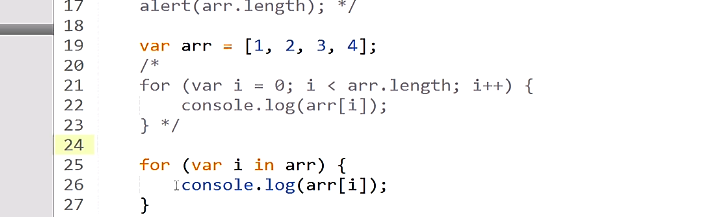 17 alert(arr.length); */
18
19 var arr = [1, 2, 3, 4];
20 /*
21 for (var i = 0; i < arr.length; i++) {
22 console.log(arr[i]);
23 } */
24
25 for (var i in arr) {
26 console.log(arr[i]);
27 }